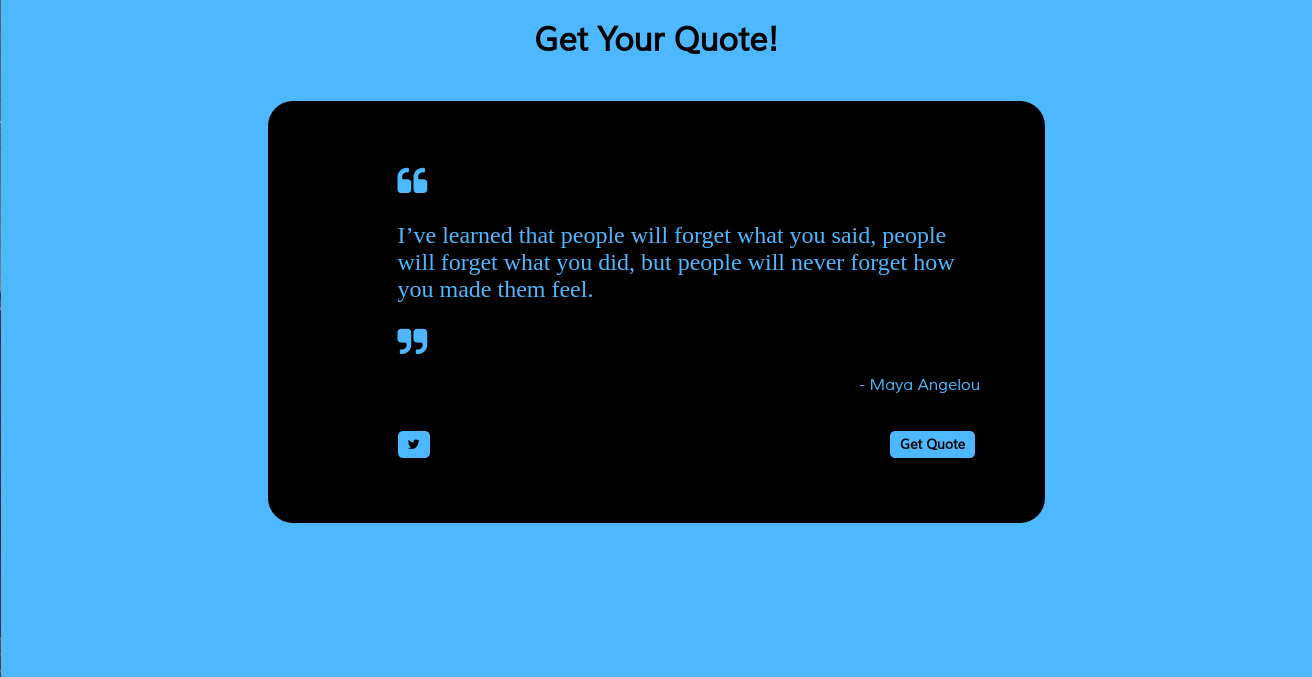 Get Your Quote!
“
I’ve learned that people will forget what you said, people
will forget what you did, but people will never forget how
you made them feel.
”
- Maya Angelou
Get Quote